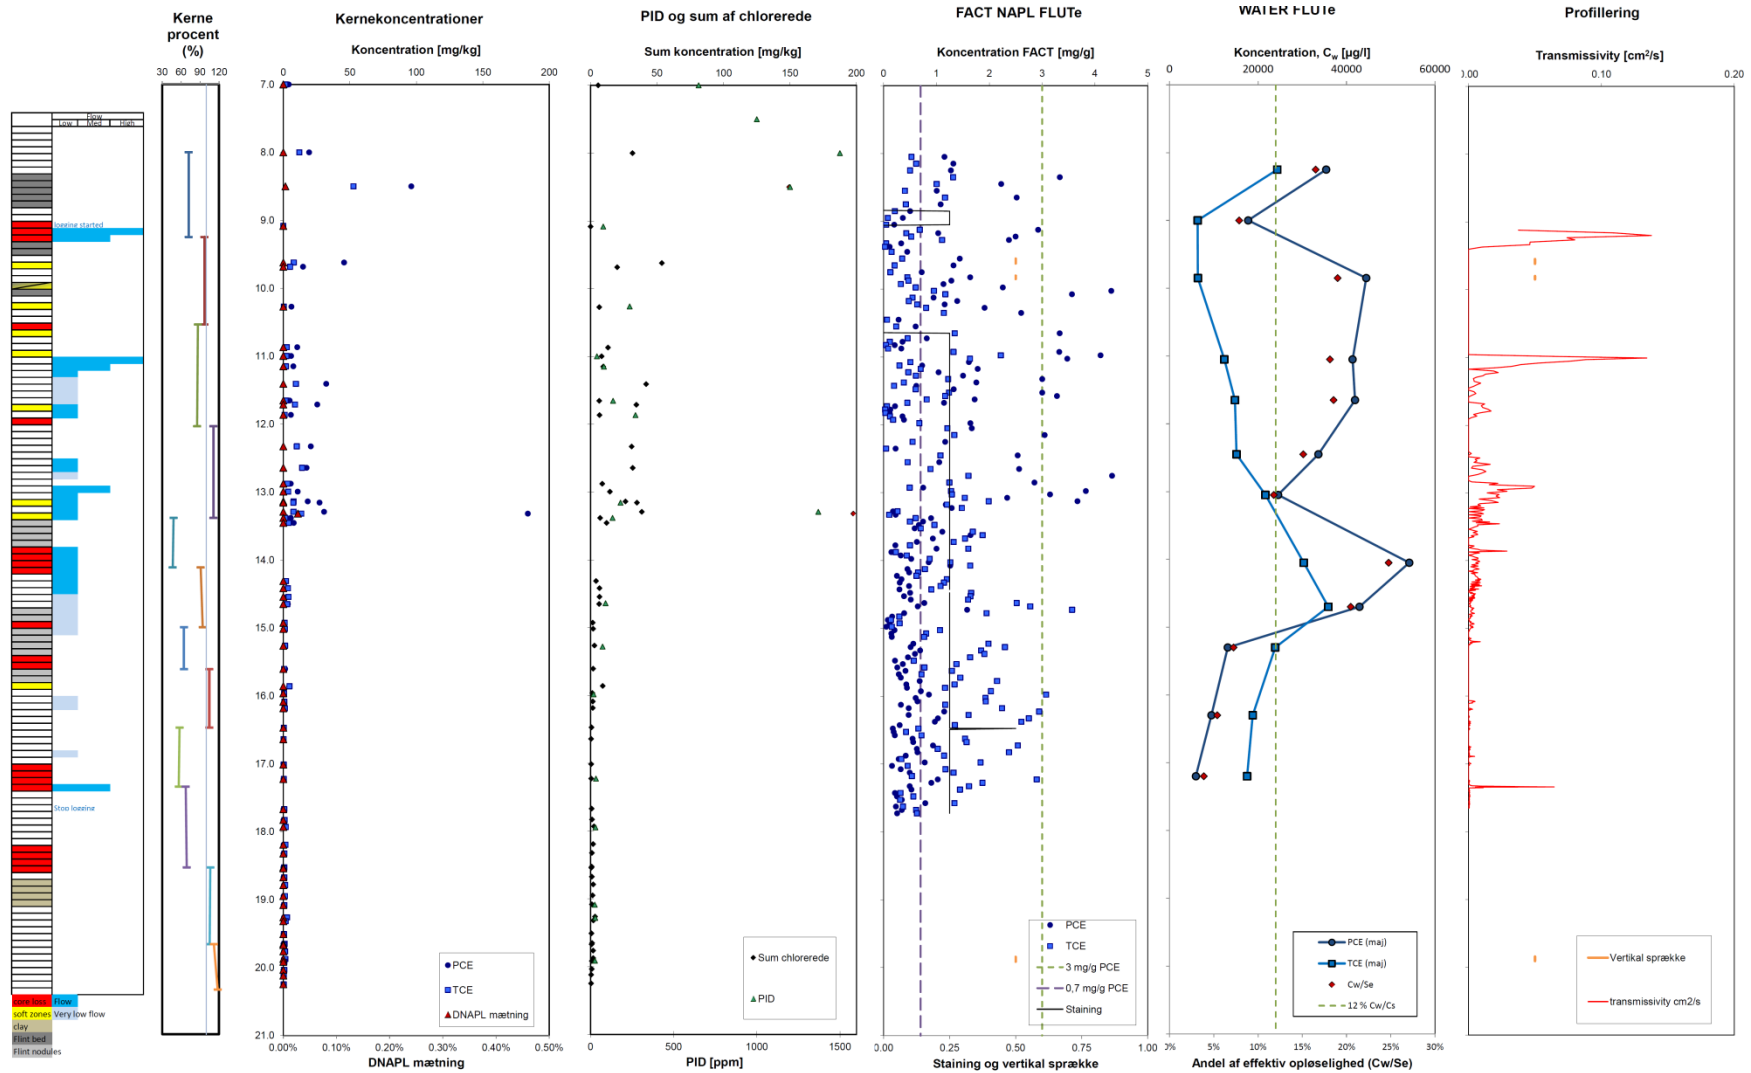 Kerne
procent
(%)
30 60 90 120
Flow
Low Med High
logging started
Stop logging
core loss Flow
soft zones Very low flow
clay
Flint bed
Flint nodules
Kernekoncentrationer
Koncentration [mg/kg]
0 50 100 150 200
7.0
8.0
9.0
10.0
11.0
12.0
13.0
14.0
15.0
16.0
17.0
18.0
19.0
20.0
21.0
PCE
TCE
DNAPL mætning
0.00% 0.10% 0.20% 0.30% 0.40% 0.50%
DNAPL mætning
PID og sum af chlorerede
Sum koncentration [mg/kg]
0 50 100 150 200
Sum chlorerede
PID
0 500 1000 1500
PID [ppm]
FACT NAPL FLUTe
Koncentration FACT [mg/g]
0 1 2 3 4 5
PCE
TCE
3 mg/g PCE
0,7 mg/g PCE
Staining
0.00 0.25 0.50 0.75 1.00
Staining og vertikal sprække
WATER FLUTe
Koncentration, Cw [µg/l]
0 20000 40000 60000
PCE (maj)
TCE (maj)
Cw/Se
12 % Cw/Cs
0% 5% 10% 15% 20% 25% 30%
Andel af effektiv opløselighed (Cw/Se)
Profillering
Transmissivity [cm²/s]
0.00 0.10 0.20
Vertikal sprække
transmissivity cm2/s